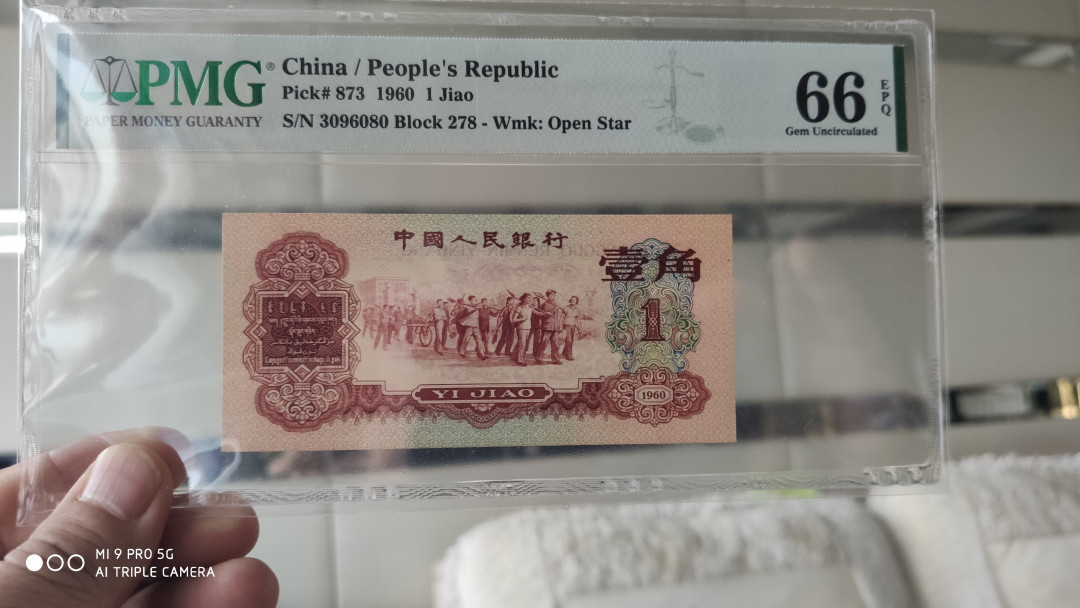 PMG®
PAPER MONEY GUARANTY
China / People's Republic
Pick# 873 1960 1 Jiao
S/N 3096080 Block 278 - Wmk: Open Star
66
EPQ
Gem Uncirculated
中國人民銀行
壹角
1
YI JIAO
1960
MI 9 PRO 5G
AI TRIPLE CAMERA